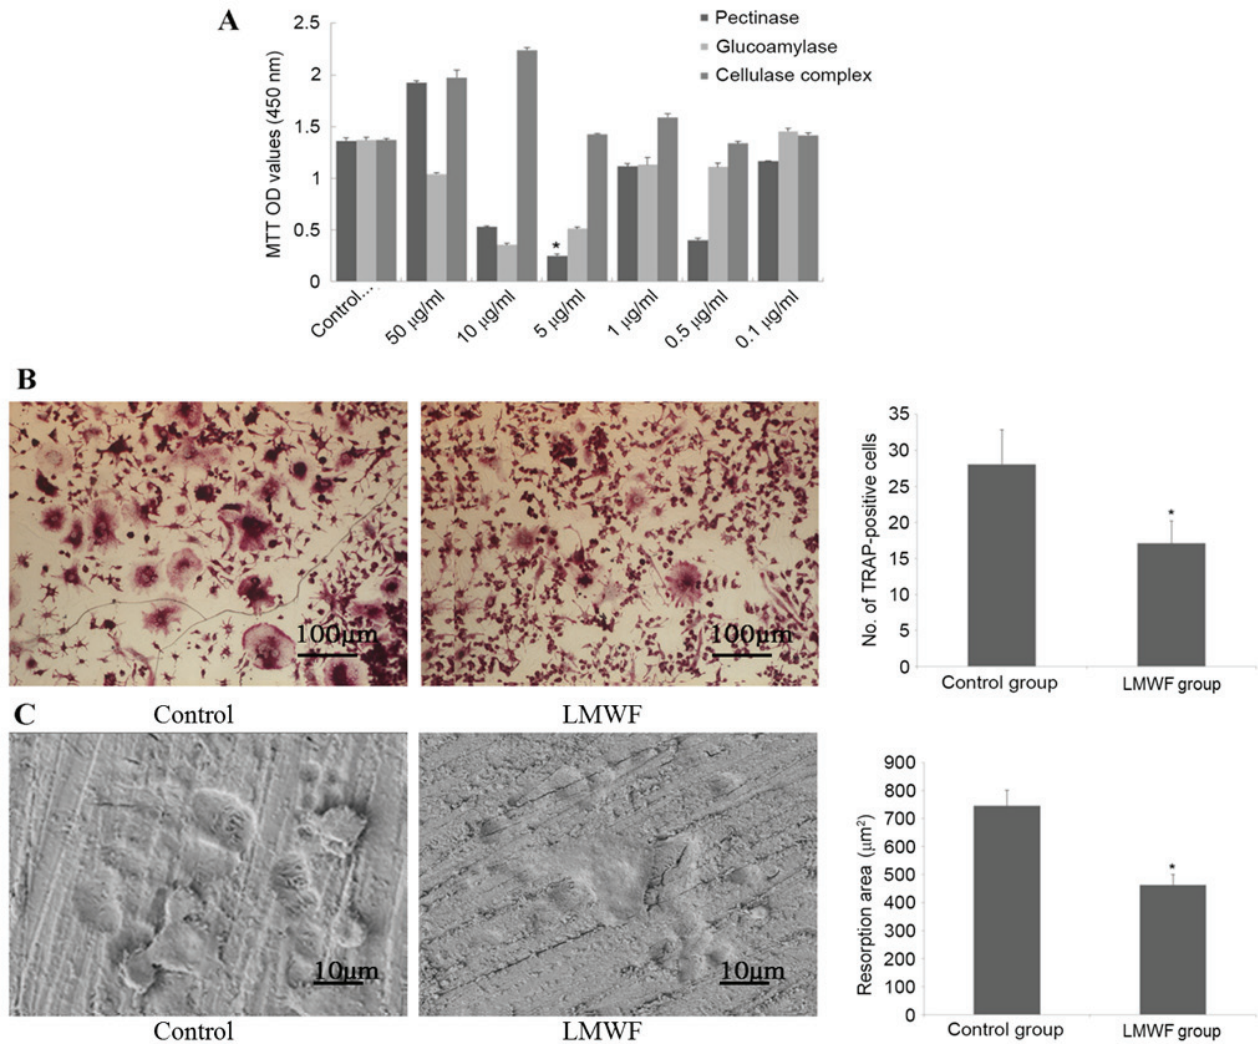 A
MTT OD values (450 nm)
2.5
2
1.5
1
0.5
0
Pectinase
Glucoamylase
Cellulase complex
*
Control...
50 μg/ml
10 μg/ml
5 μg/ml
1 μg/ml
0.5 μg/ml
0.1 μg/ml
B
100μm
100μm
Control
LMWF
No. of TRAP-positive cells
35
30
25
20
15
10
5
0
*
Control group
LMWF group
C
10μm
10μm
Control
LMWF
Resorption area (μm²)
900
800
700
600
500
400
300
200
100
0
*
Control group
LMWF group